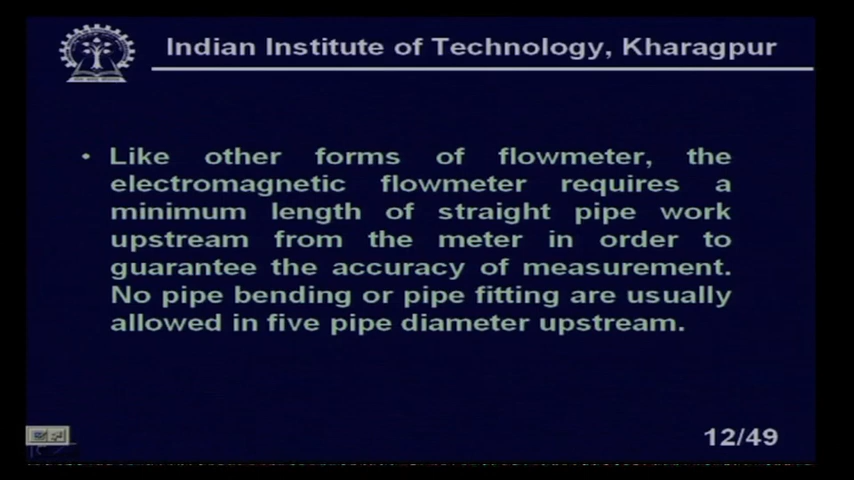 Indian Institute of Technology, Kharagpur
• Like other forms of flowmeter, the
electromagnetic flowmeter requires a
minimum length of straight pipe work
upstream from the meter in order to
guarantee the accuracy of measurement.
No pipe bending or pipe fitting are usually
allowed in five pipe diameter upstream.
12/49